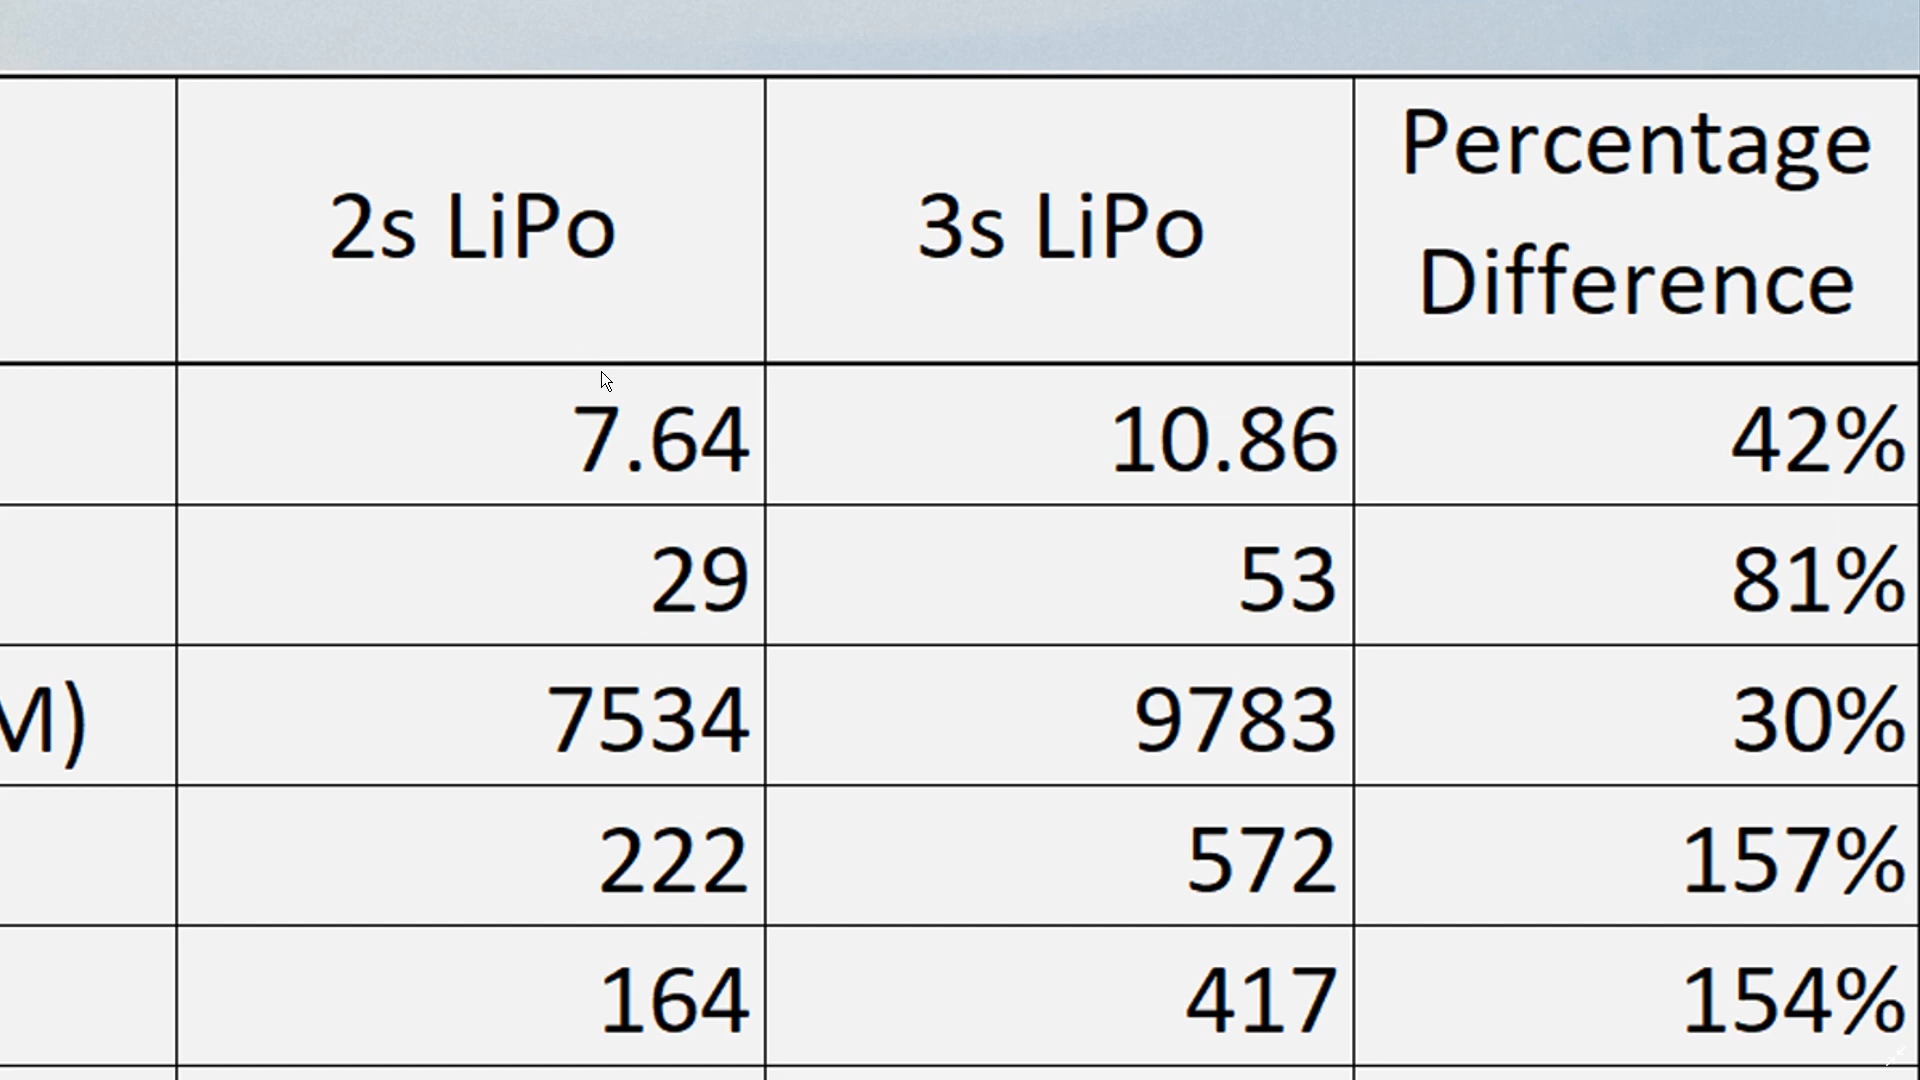 2s LiPo 3s LiPo Percentage
Difference
7.64 10.86 42%
29 53 81%
M) 7534 9783 30%
222 572 157%
164 417 154%